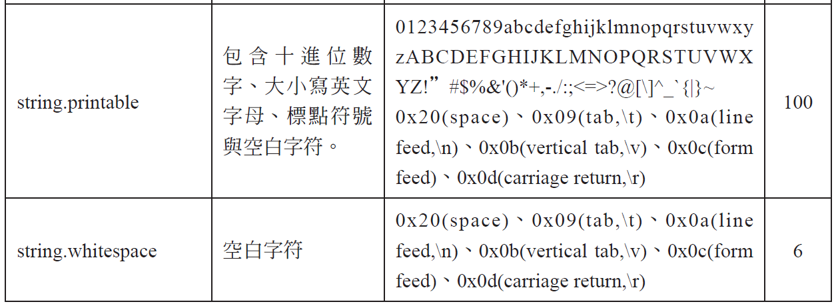 string.printable
包含十進位數
字、大小寫英文
字母、標點符號
與空白字符。
0123456789abcdefghijklmnopqrstuvwxy
zABCDEFGHIJKLMNOPQRSTUVWX
YZ!” #$%&'()*+,-./:;<=>?@[\]^_`{|}~
0x20(space)、0x09(tab,\t)、0x0a(line
feed,\n)、0x0b(vertical tab,\v)、0x0c(form
feed)、0x0d(carriage return,\r)
100
string.whitespace
空白字符
0x20(space)、0x09(tab,\t)、0x0a(line
feed,\n)、0x0b(vertical tab,\v)、0x0c(form
feed)、0x0d(carriage return,\r)
6